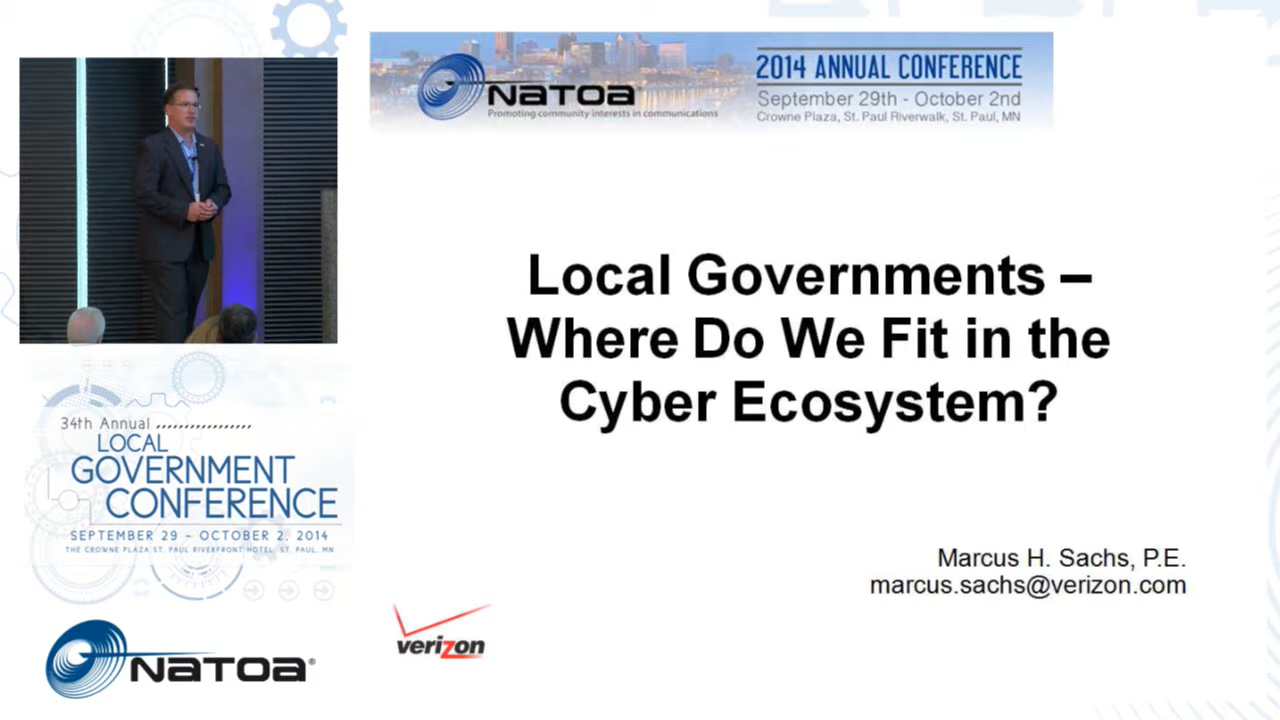 NATOA
Promoting community interests in communications
2014 ANNUAL CONFERENCE
September 29th - October 2nd
Crowne Plaza, St. Paul Riverwalk, St. Paul, MN
Local Governments –
Where Do We Fit in the
Cyber Ecosystem?
Marcus H. Sachs, P.E.
marcus.sachs@verizon.com
verizon
34th Annual
LOCAL
GOVERNMENT
CONFERENCE
SEPTEMBER 29 – OCTOBER 2, 2014
THE CROWNE PLAZA ST. PAUL RIVERFRONT HOTEL, ST. PAUL, MN
NATOA®